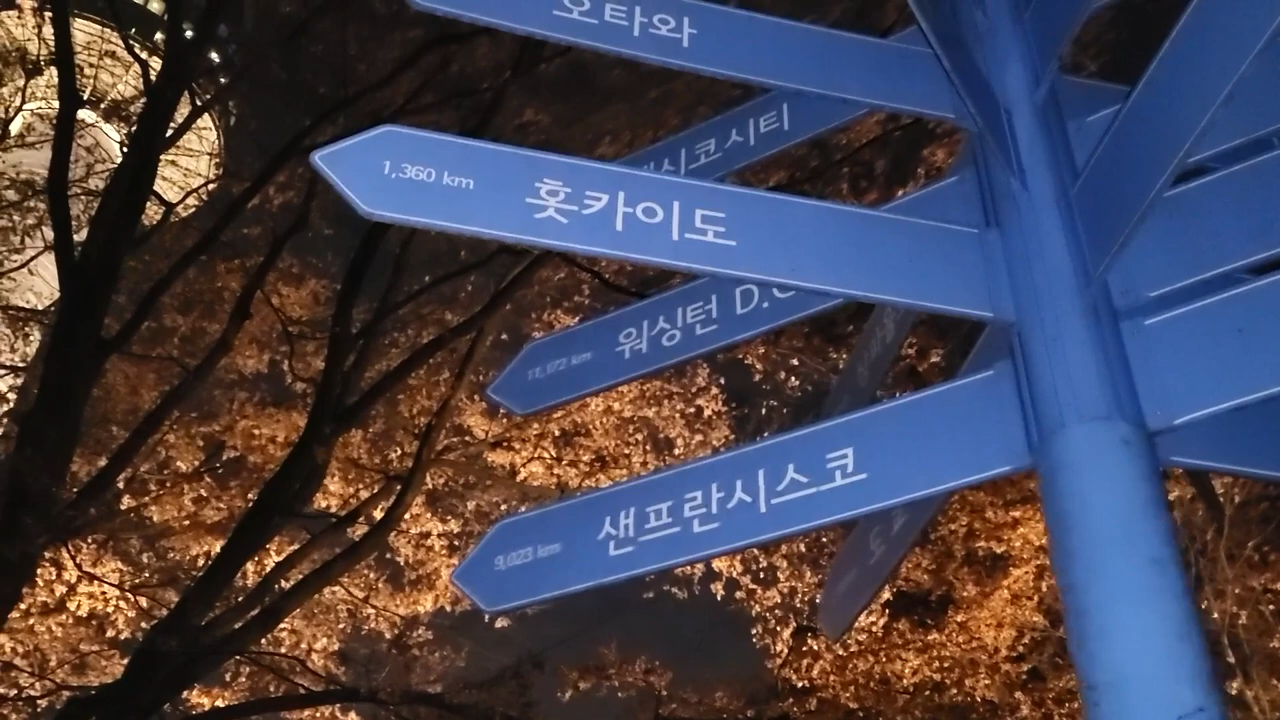 오타와
멕시코시티
1,360 km 홋카이도
11,172 km 워싱턴 D.C
9,023 km 샌프란시스코